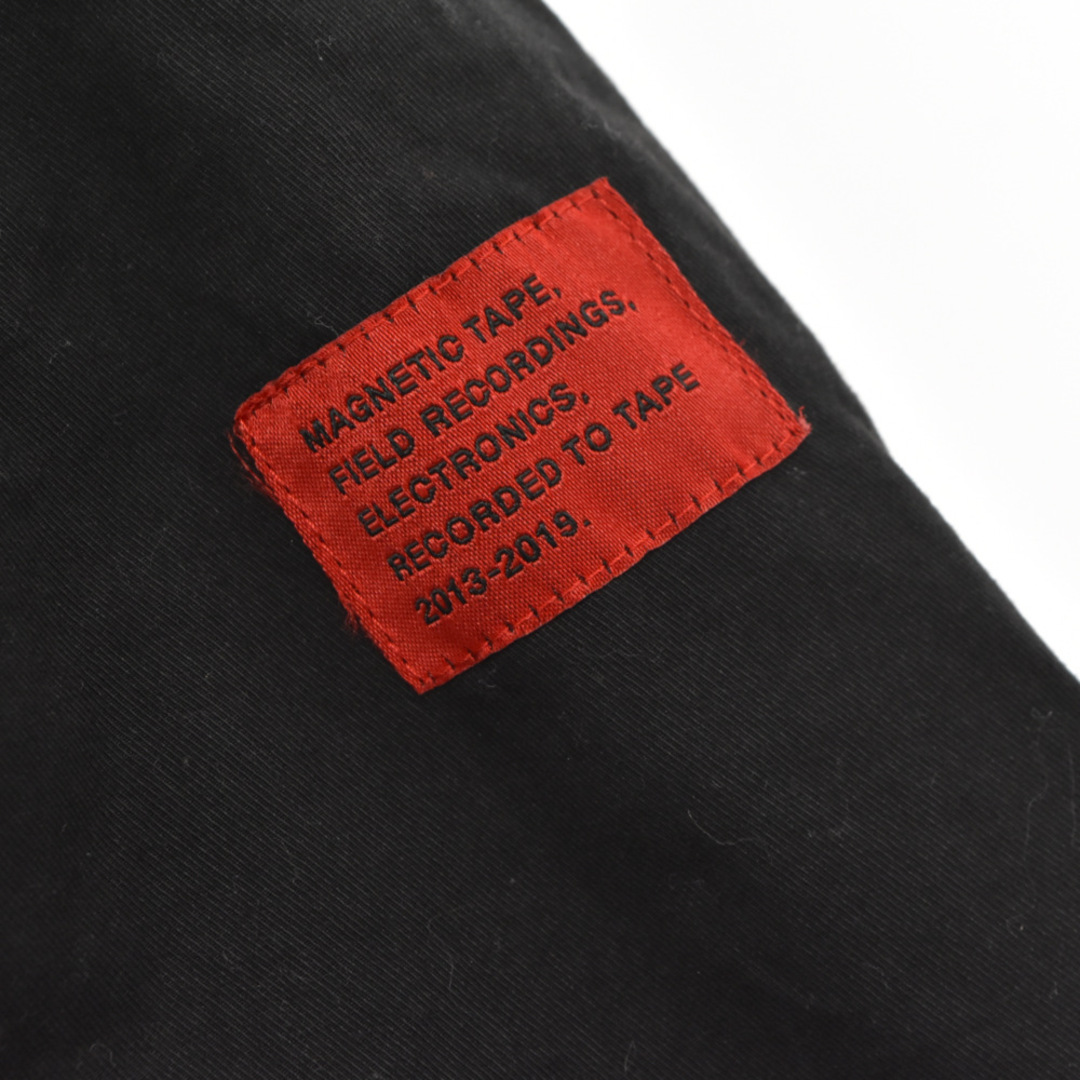 MAGNETIC TAPE,
FIELD RECORDINGS,
ELECTRONICS,
RECORDED TO TAPE
2013-2019.